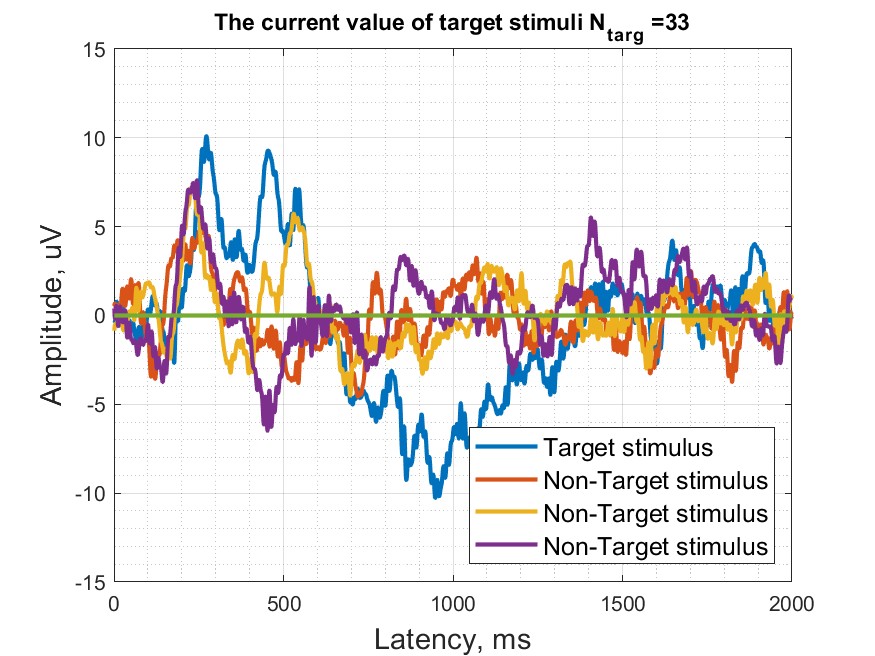 The current value of target stimuli N_targ =33
15
10
5
0
-5
-10
-15
Amplitude, uV
Target stimulus
Non-Target stimulus
Non-Target stimulus
Non-Target stimulus
0 500 1000 1500 2000
Latency, ms